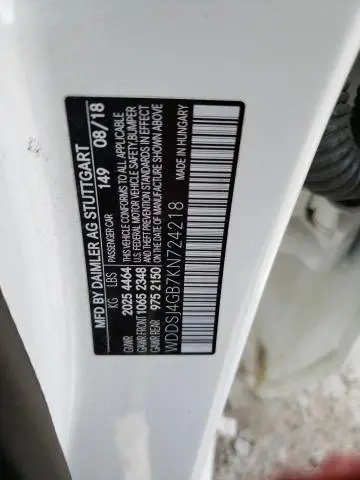 MFD BY DAIMLER AG STUTTGART
PASSENGER CAR 149 08/18
KG LBS
GVWR 2025 4464
GAWR FRONT 1065 2348
GAWR REAR 975 2150
THIS VEHICLE CONFORMS TO ALL APPLICABLE
U.S. FEDERAL MOTOR VEHICLE SAFETY,BUMPER
AND THEFT PREVENTION STANDARDS IN EFFECT
ON THE DATE OF MANUFACTURE SHOWN ABOVE
WDDSJ4GB7KN724218 MADE IN HUNGARY